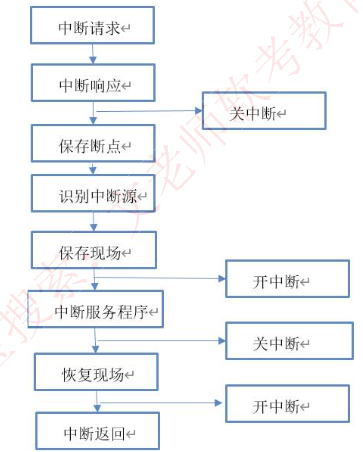 中断请求↵
中断响应↵
关中断↵
保存断点↵
识别中断源↵
保存现场↵
开中断↵
中断服务程序↵
关中断↵
恢复现场↵
开中断↵
中断返回↵